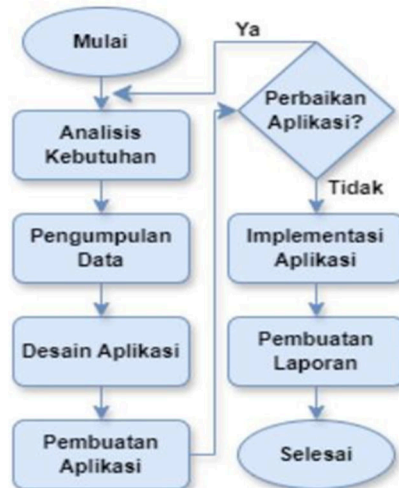 Mulai
Analisis
Kebutuhan
Pengumpulan
Data
Desain Aplikasi
Pembuatan
Aplikasi
Ya
Perbaikan
Aplikasi?
Tidak
Implementasi
Aplikasi
Pembuatan
Laporan
Selesai